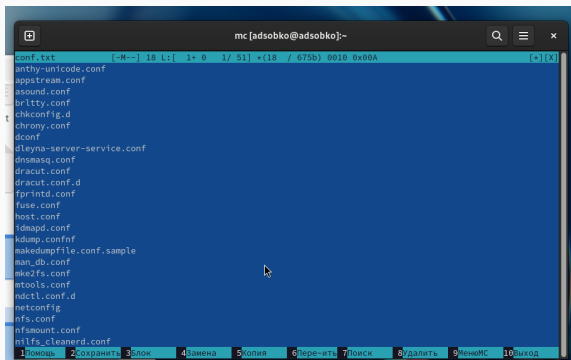 mc [adsobko@adsobko]:~
conf.txt [-M--] 18 L:[ 1+ 0 1/ 51] *(18 / 675b) 0010 0x00A [*][X]
anthy-unicode.conf
appstream.conf
asound.conf
brltty.conf
chkconfig.d
chrony.conf
dconf
dleyna-server-service.conf
dnsmasq.conf
dracut.conf
dracut.conf.d
fprintd.conf
fuse.conf
host.conf
idmapd.conf
kdump.confnf
makedumpfile.conf.sample
man_db.conf
mke2fs.conf
mtools.conf
ndctl.conf.d
netconfig
nfs.conf
nfsmount.conf
nilfs_cleanerd.conf
1Помощь 2Сохранить 3Блок 4Замена 5Копия 6Пере~ить 7Поиск 8Удалить 9МенюMC 10Выход